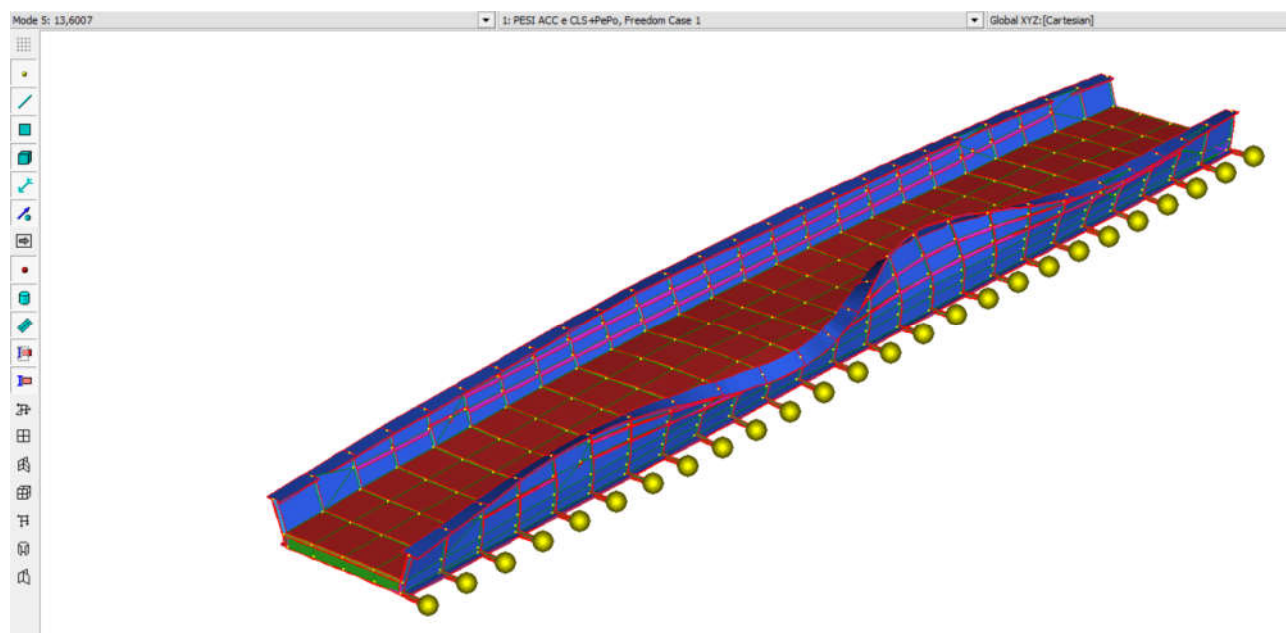 Mode 5: 13,6007
1: PESI ACC e CLS+PePo, Freedom Case 1
Global XYZ:[Cartesian]